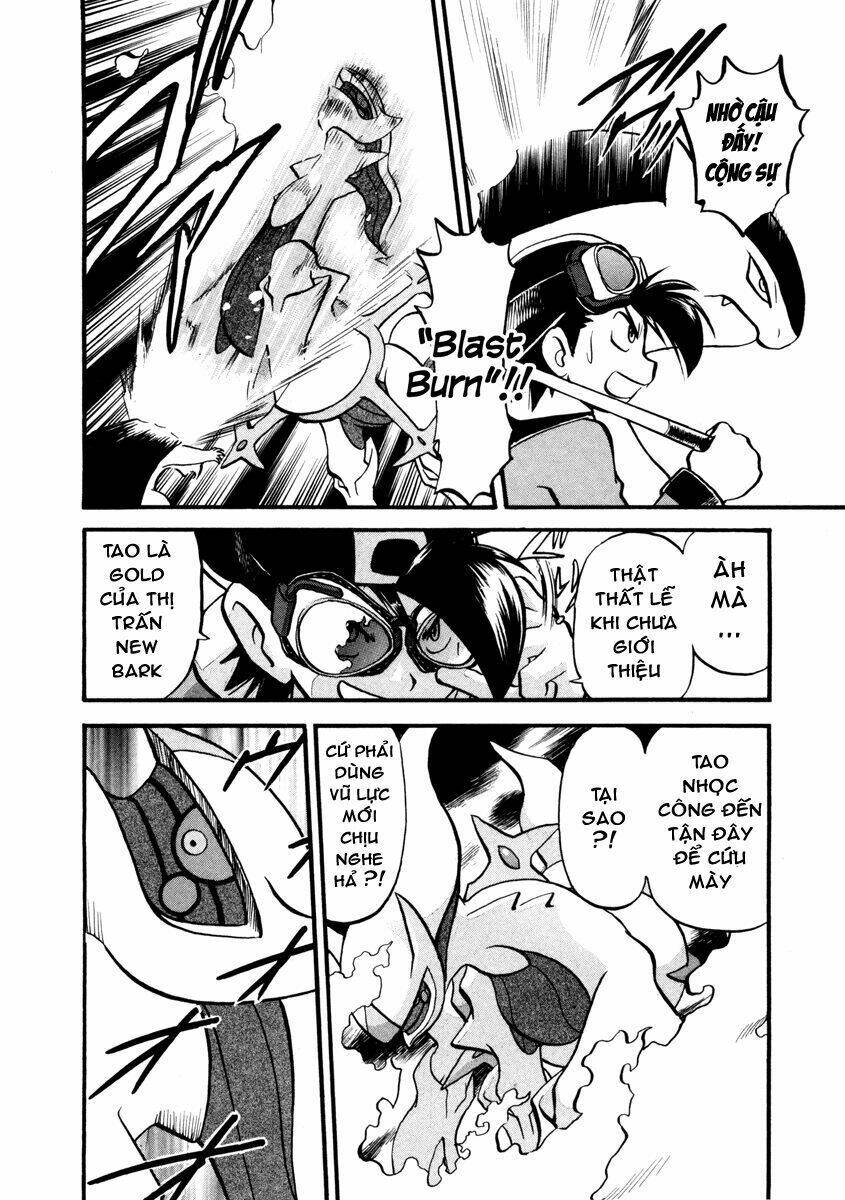 NHỜ CẬU
ĐẤY!
CỘNG SỰ
"Blast
Burn"!!
ÀH
MÀ
...
THẬT
THẤT LỄ
KHI CHƯA
GIỚI
THIỆU
TAO LÀ
GOLD
CỦA THỊ
TRẤN
NEW
BARK
TAO
NHỌC
CÔNG ĐẾN
TẬN ĐÂY
ĐỂ CỨU
MÀY
TẠI
SAO
?!
CỨ PHẢI
DÙNG
VŨ LỰC
MỚI
CHỊU
NGHE
HẢ ?!